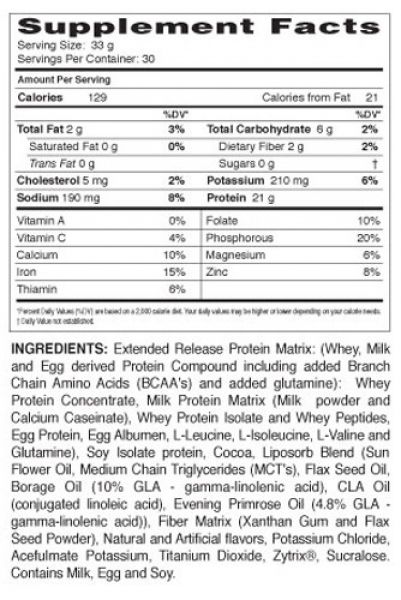 Supplement Facts
Serving Size: 33 g
Servings Per Container: 30
Amount Per Serving
Calories 129 Calories from Fat 21
%DV* %DV*
Total Fat 2 g 3% Total Carbohydrate 6 g 2%
Saturated Fat 0 g 0% Dietary Fiber 2 g 2%
Trans Fat 0 g Sugars 0 g †
Cholesterol 5 mg 2% Potassium 210 mg 6%
Sodium 190 mg 8% Protein 21 g
Vitamin A 0% Folate 10%
Vitamin C 4% Phosphorous 20%
Calcium 10% Magnesium 6%
Iron 15% Zinc 8%
Thiamin 6%
*Percent Daily Values (%DV) are based on a 2,000 calorie diet. Your daily values may be higher or lower depending on your calorie needs.
† Daily Value not established.
INGREDIENTS: Extended Release Protein Matrix: (Whey, Milk
and Egg derived Protein Compound including added Branch
Chain Amino Acids (BCAA's) and added glutamine): Whey
Protein Concentrate, Milk Protein Matrix (Milk powder and
Calcium Caseinate), Whey Protein Isolate and Whey Peptides,
Egg Protein, Egg Albumen, L-Leucine, L-Isoleucine, L-Valine and
Glutamine), Soy Isolate protein, Cocoa, Liposorb Blend (Sun
Flower Oil, Medium Chain Triglycerides (MCT's), Flax Seed Oil,
Borage Oil (10% GLA - gamma-linolenic acid), CLA Oil
(conjugated linoleic acid), Evening Primrose Oil (4.8% GLA -
gamma-linolenic acid)), Fiber Matrix (Xanthan Gum and Flax
Seed Powder), Natural and Artificial flavors, Potassium Chloride,
Acefulmate Potassium, Titanium Dioxide, Zytrix®, Sucralose.
Contains Milk, Egg and Soy.